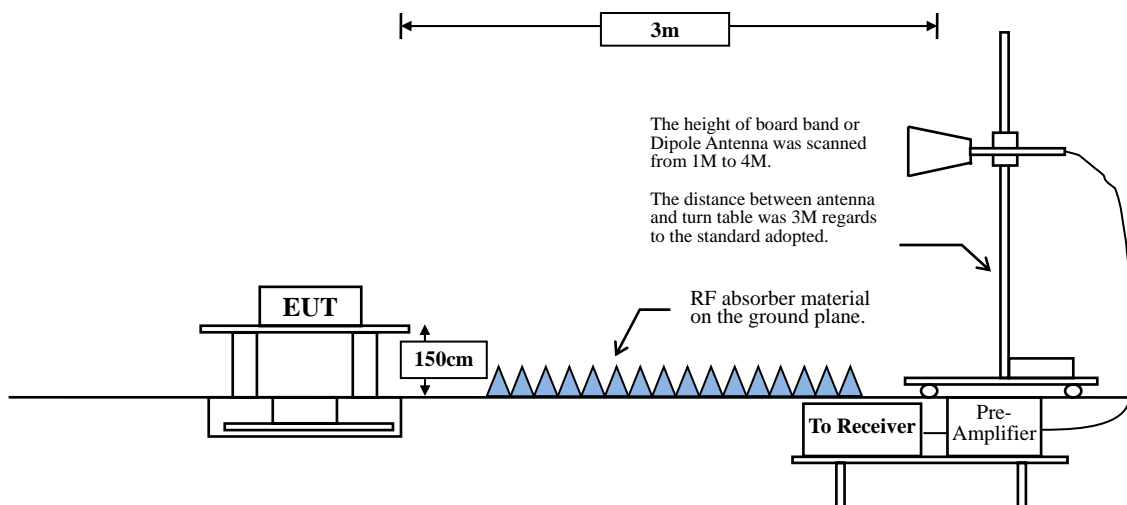 3m
The height of board band or
Dipole Antenna was scanned
from 1M to 4M.
The distance between antenna
and turn table was 3M regards
to the standard adopted.
EUT
RF absorber material
on the ground plane.
150cm
To Receiver
Pre-
Amplifier